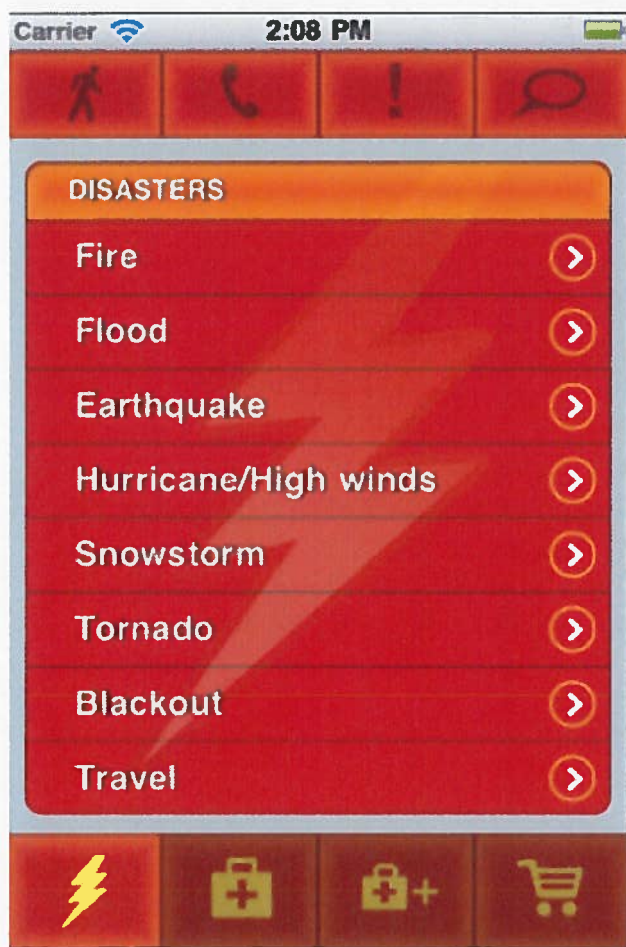 Carrier 2:08 PM
DISASTERS
Fire
Flood
Earthquake
Hurricane/High winds
Snowstorm
Tornado
Blackout
Travel